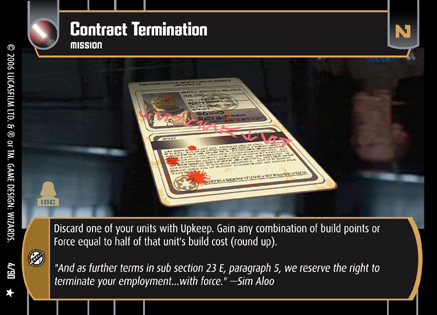 Contract Termination
MISSION
N
© 2006 LUCASFILM LTD. & ® or TM. GAME DESIGN: WIZARDS.
4/90
IDC
Discard one of your units with Upkeep. Gain any combination of build points or
Force equal to half of that unit's build cost (round up).
"And as further terms in sub section 23 E, paragraph 5, we reserve the right to
terminate your employment...with force." —Sim Aloo